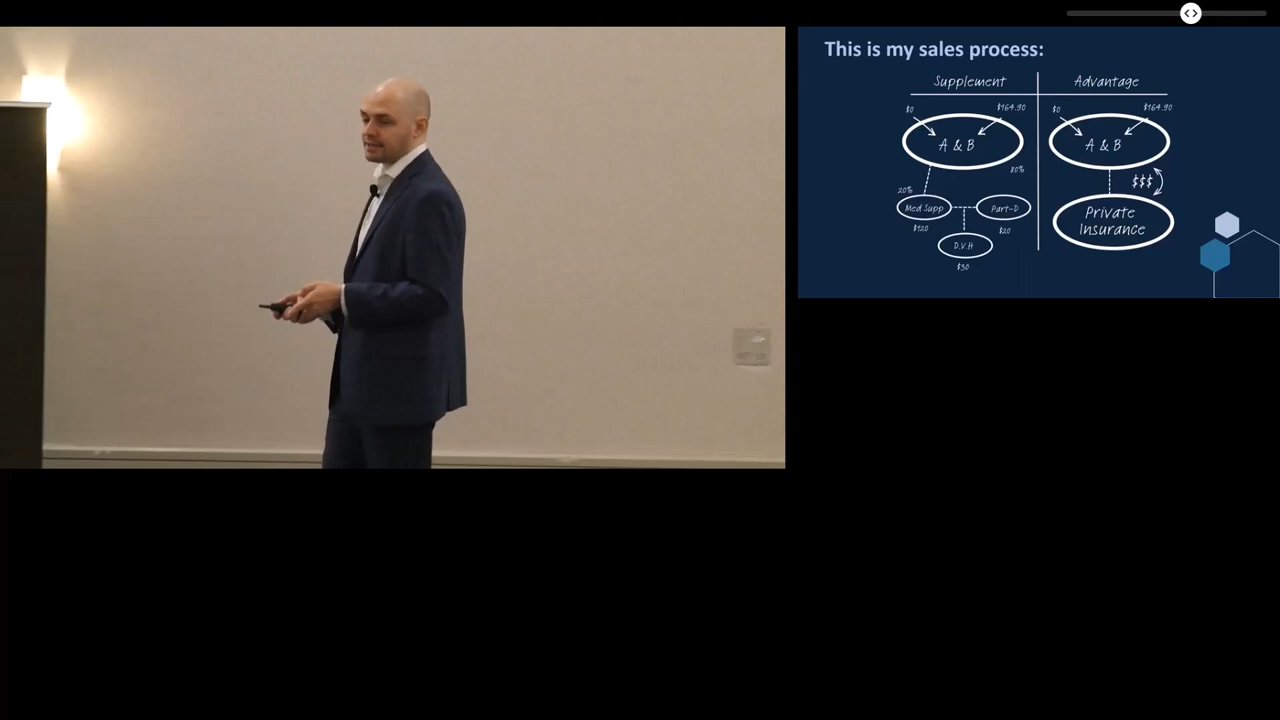 This is my sales process:
Supplement
Advantage
$0
$164.90
$0
$164.90
A & B
A & B
80%
$$$
20%
Med Supp
Part-D
$120
$20
D.V.H
$30
Private
Insurance